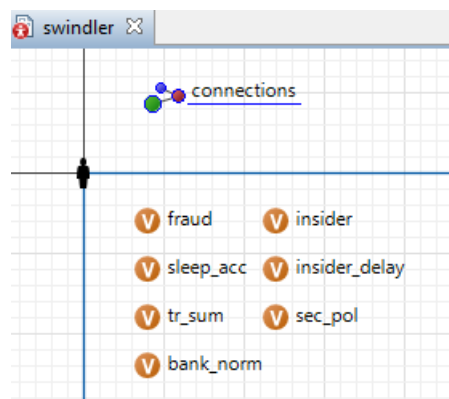 swindler
connections
fraud insider
sleep_acc insider_delay
tr_sum sec_pol
bank_norm